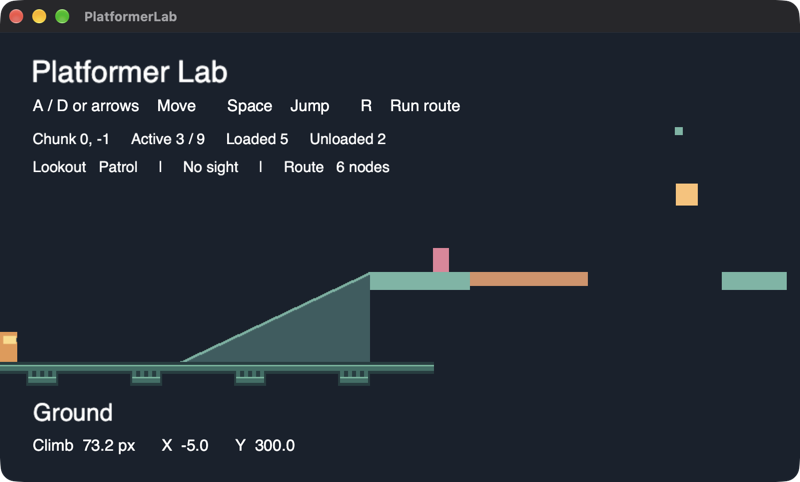 PlatformerLab
Platformer Lab
A / D or arrows Move Space Jump R Run route
Chunk 0, -1 Active 3 / 9 Loaded 5 Unloaded 2
Lookout Patrol | No sight | Route 6 nodes
Ground
Climb 73.2 px X -5.0 Y 300.0